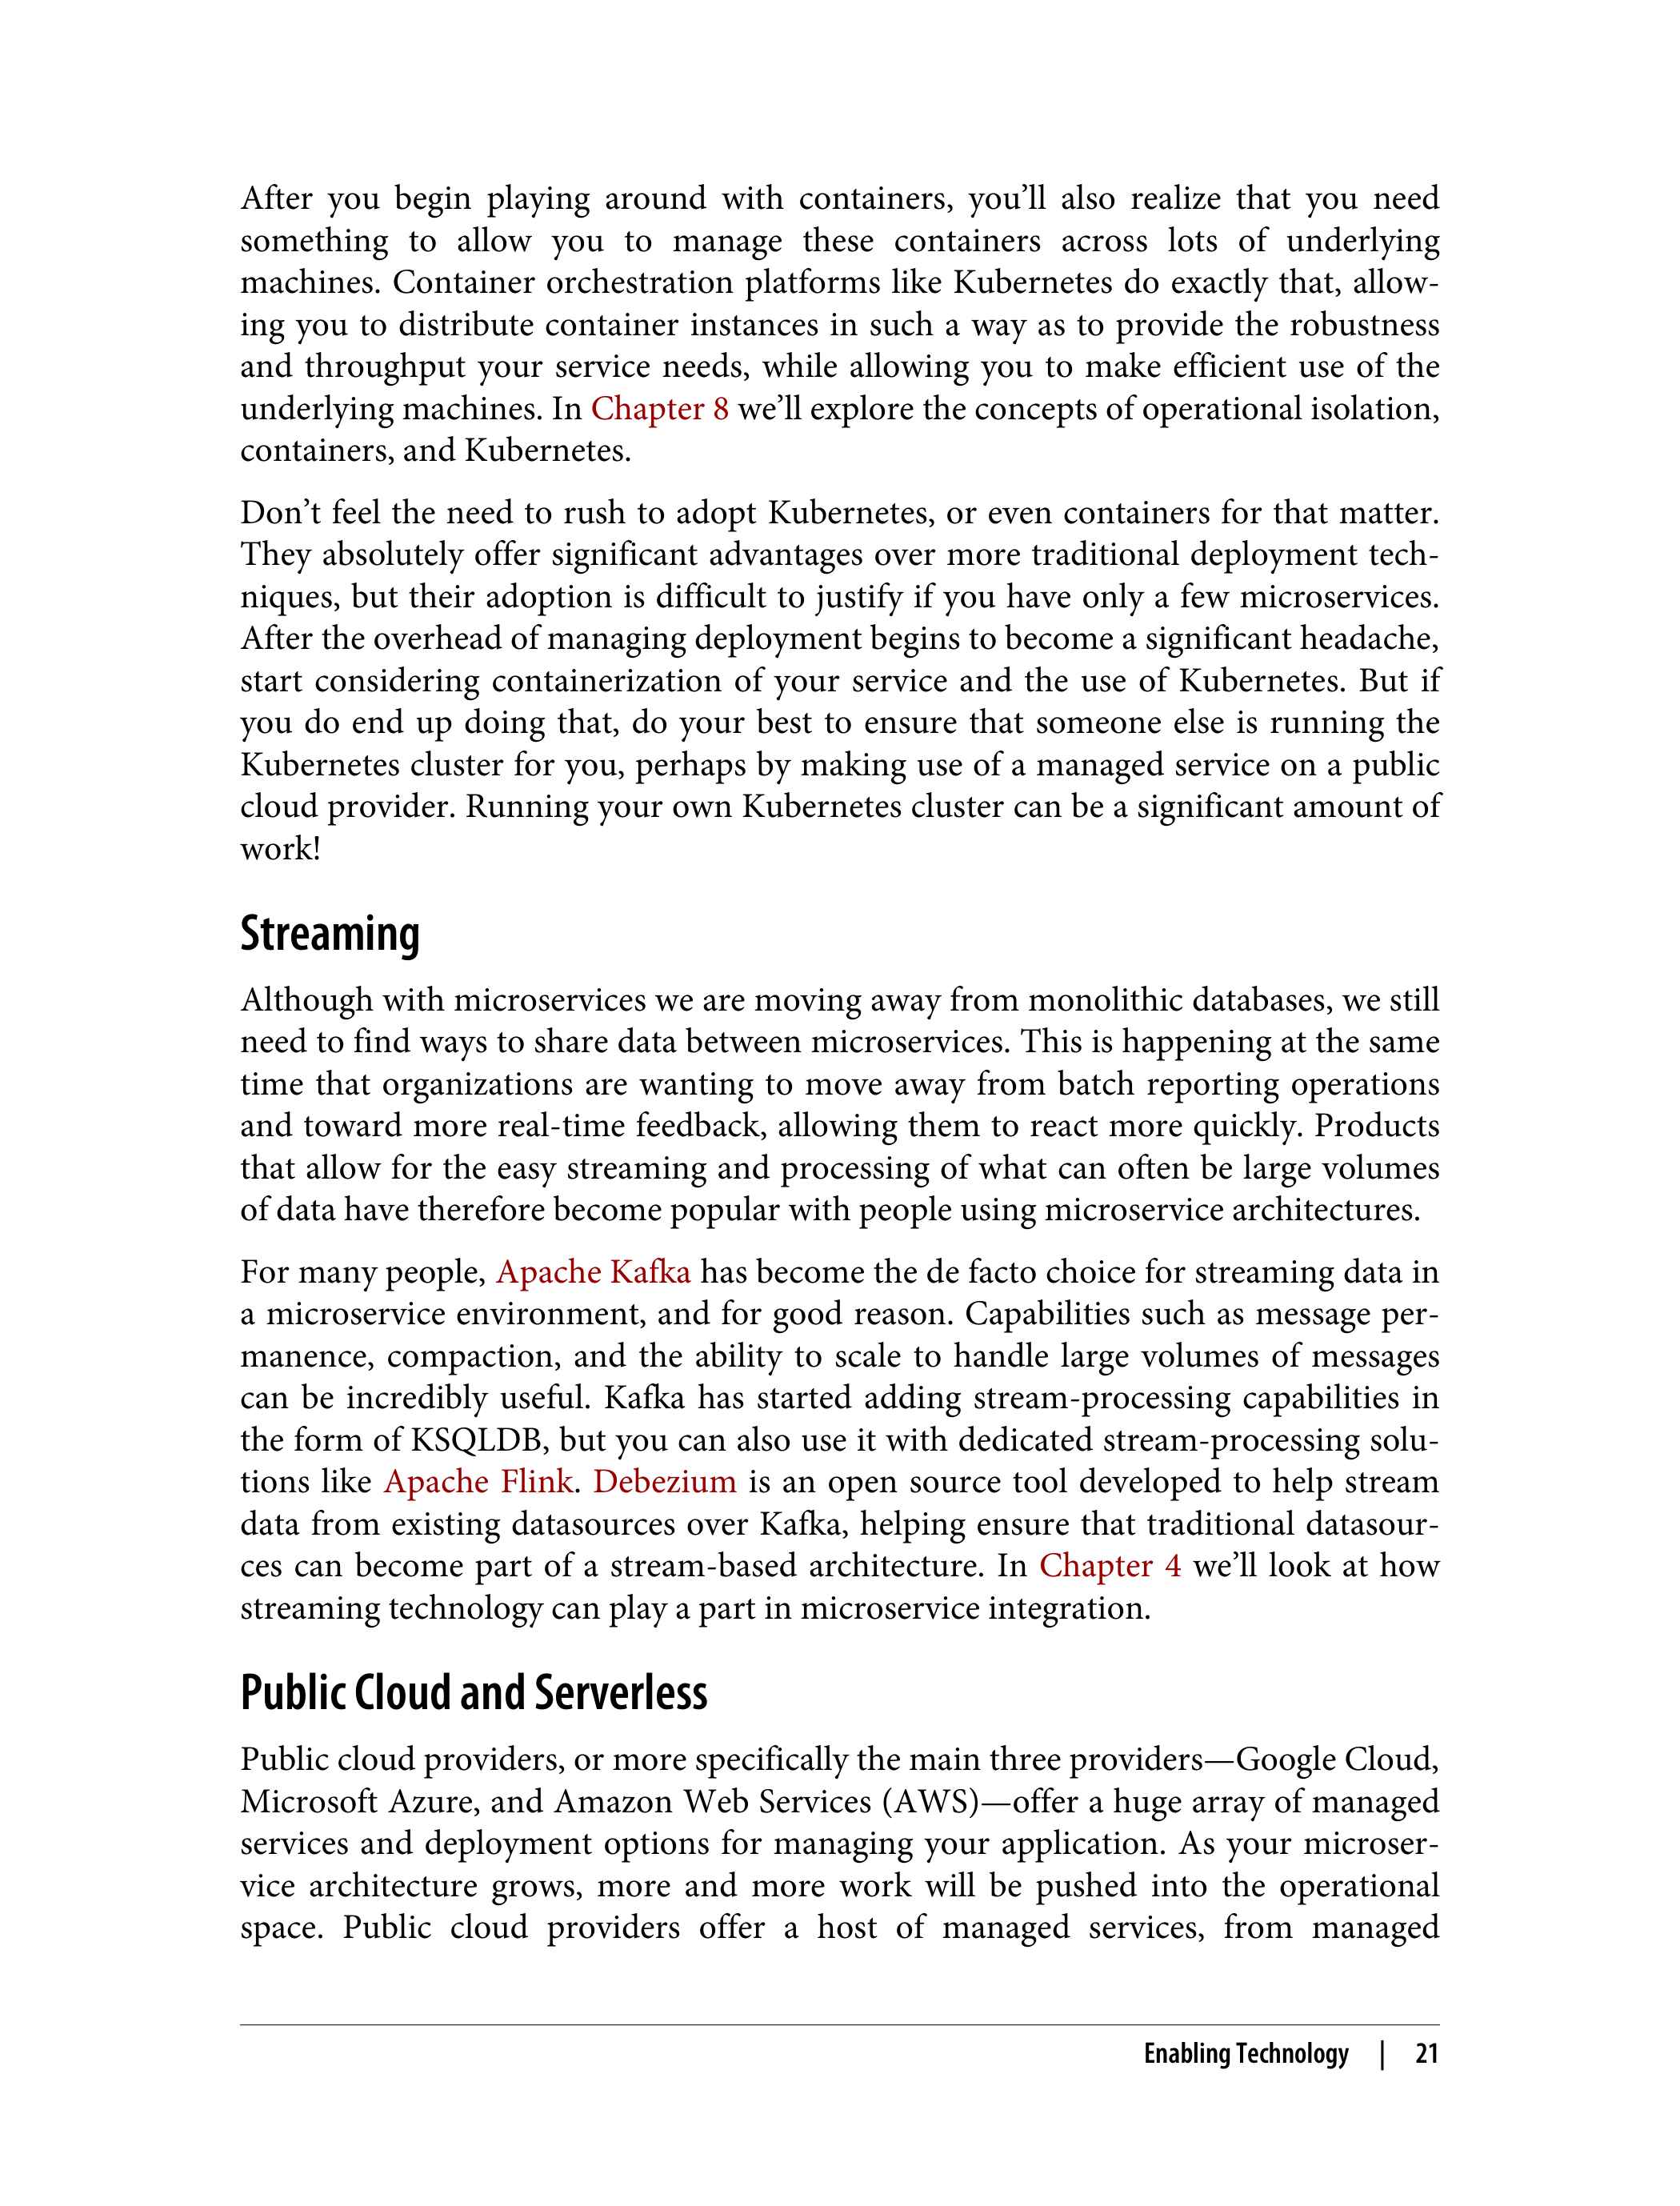 After you begin playing around with containers, you’ll also realize that you need
something to allow you to manage these containers across lots of underlying
machines. Container orchestration platforms like Kubernetes do exactly that, allow-
ing you to distribute container instances in such a way as to provide the robustness
and throughput your service needs, while allowing you to make efficient use of the
underlying machines. In Chapter 8 we’ll explore the concepts of operational isolation,
containers, and Kubernetes.
Don’t feel the need to rush to adopt Kubernetes, or even containers for that matter.
They absolutely offer significant advantages over more traditional deployment tech-
niques, but their adoption is difficult to justify if you have only a few microservices.
After the overhead of managing deployment begins to become a significant headache,
start considering containerization of your service and the use of Kubernetes. But if
you do end up doing that, do your best to ensure that someone else is running the
Kubernetes cluster for you, perhaps by making use of a managed service on a public
cloud provider. Running your own Kubernetes cluster can be a significant amount of
work!
Streaming
Although with microservices we are moving away from monolithic databases, we still
need to find ways to share data between microservices. This is happening at the same
time that organizations are wanting to move away from batch reporting operations
and toward more real-time feedback, allowing them to react more quickly. Products
that allow for the easy streaming and processing of what can often be large volumes
of data have therefore become popular with people using microservice architectures.
For many people, Apache Kafka has become the de facto choice for streaming data in
a microservice environment, and for good reason. Capabilities such as message per-
manence, compaction, and the ability to scale to handle large volumes of messages
can be incredibly useful. Kafka has started adding stream-processing capabilities in
the form of KSQLDB, but you can also use it with dedicated stream-processing solu-
tions like Apache Flink. Debezium is an open source tool developed to help stream
data from existing datasources over Kafka, helping ensure that traditional datasour-
ces can become part of a stream-based architecture. In Chapter 4 we’ll look at how
streaming technology can play a part in microservice integration.
Public Cloud and Serverless
Public cloud providers, or more specifically the main three providers—Google Cloud,
Microsoft Azure, and Amazon Web Services (AWS)—offer a huge array of managed
services and deployment options for managing your application. As your microser-
vice architecture grows, more and more work will be pushed into the operational
space. Public cloud providers offer a host of managed services, from managed
Enabling Technology | 21